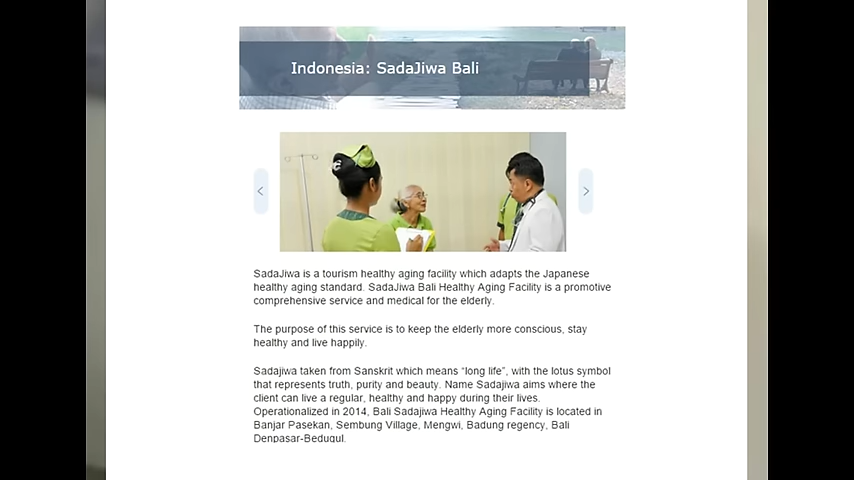 Indonesia: SadaJiwa Bali
SadaJiwa is a tourism healthy aging facility which adapts the Japanese
healthy aging standard. SadaJiwa Bali Healthy Aging Facility is a promotive
comprehensive service and medical for the elderly.
The purpose of this service is to keep the elderly more conscious, stay
healthy and live happily.
Sadajiwa taken from Sanskrit which means “long life”, with the lotus symbol
that represents truth, purity and beauty. Name Sadajiwa aims where the
client can live a regular, healthy and happy during their lives.
Operationalized in 2014, Bali Sadajiwa Healthy Aging Facility is located in
Banjar Pasekan, Sembung Village, Mengwi, Badung regency, Bali
Denpasar-Bedugul.